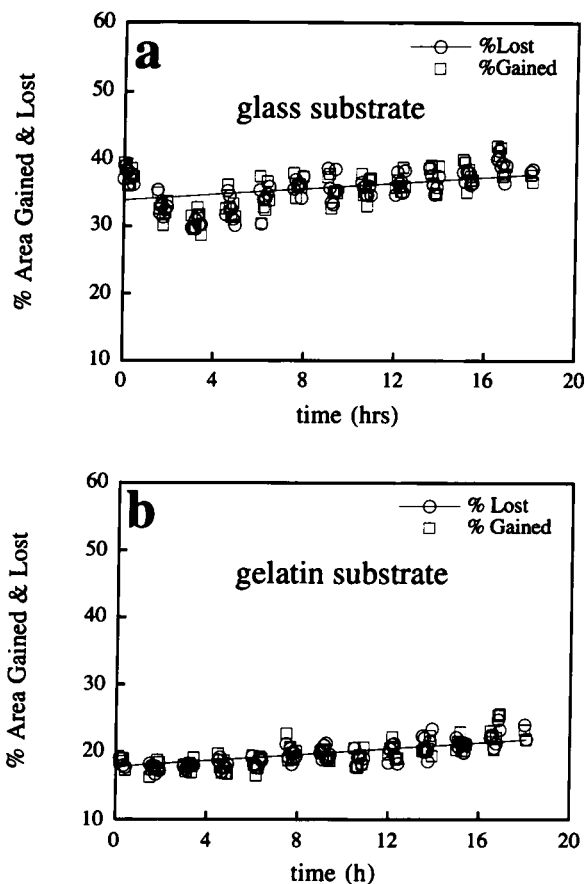 60
50
40
30
20
10
% Area Gained & Lost
a
%Lost
%Gained
glass substrate
0
4
8
12
16
20
time (hrs)
60
50
40
30
20
10
% Area Gained & Lost
b
% Lost
% Gained
gelatin substrate
0
4
8
12
16
20
time (h)